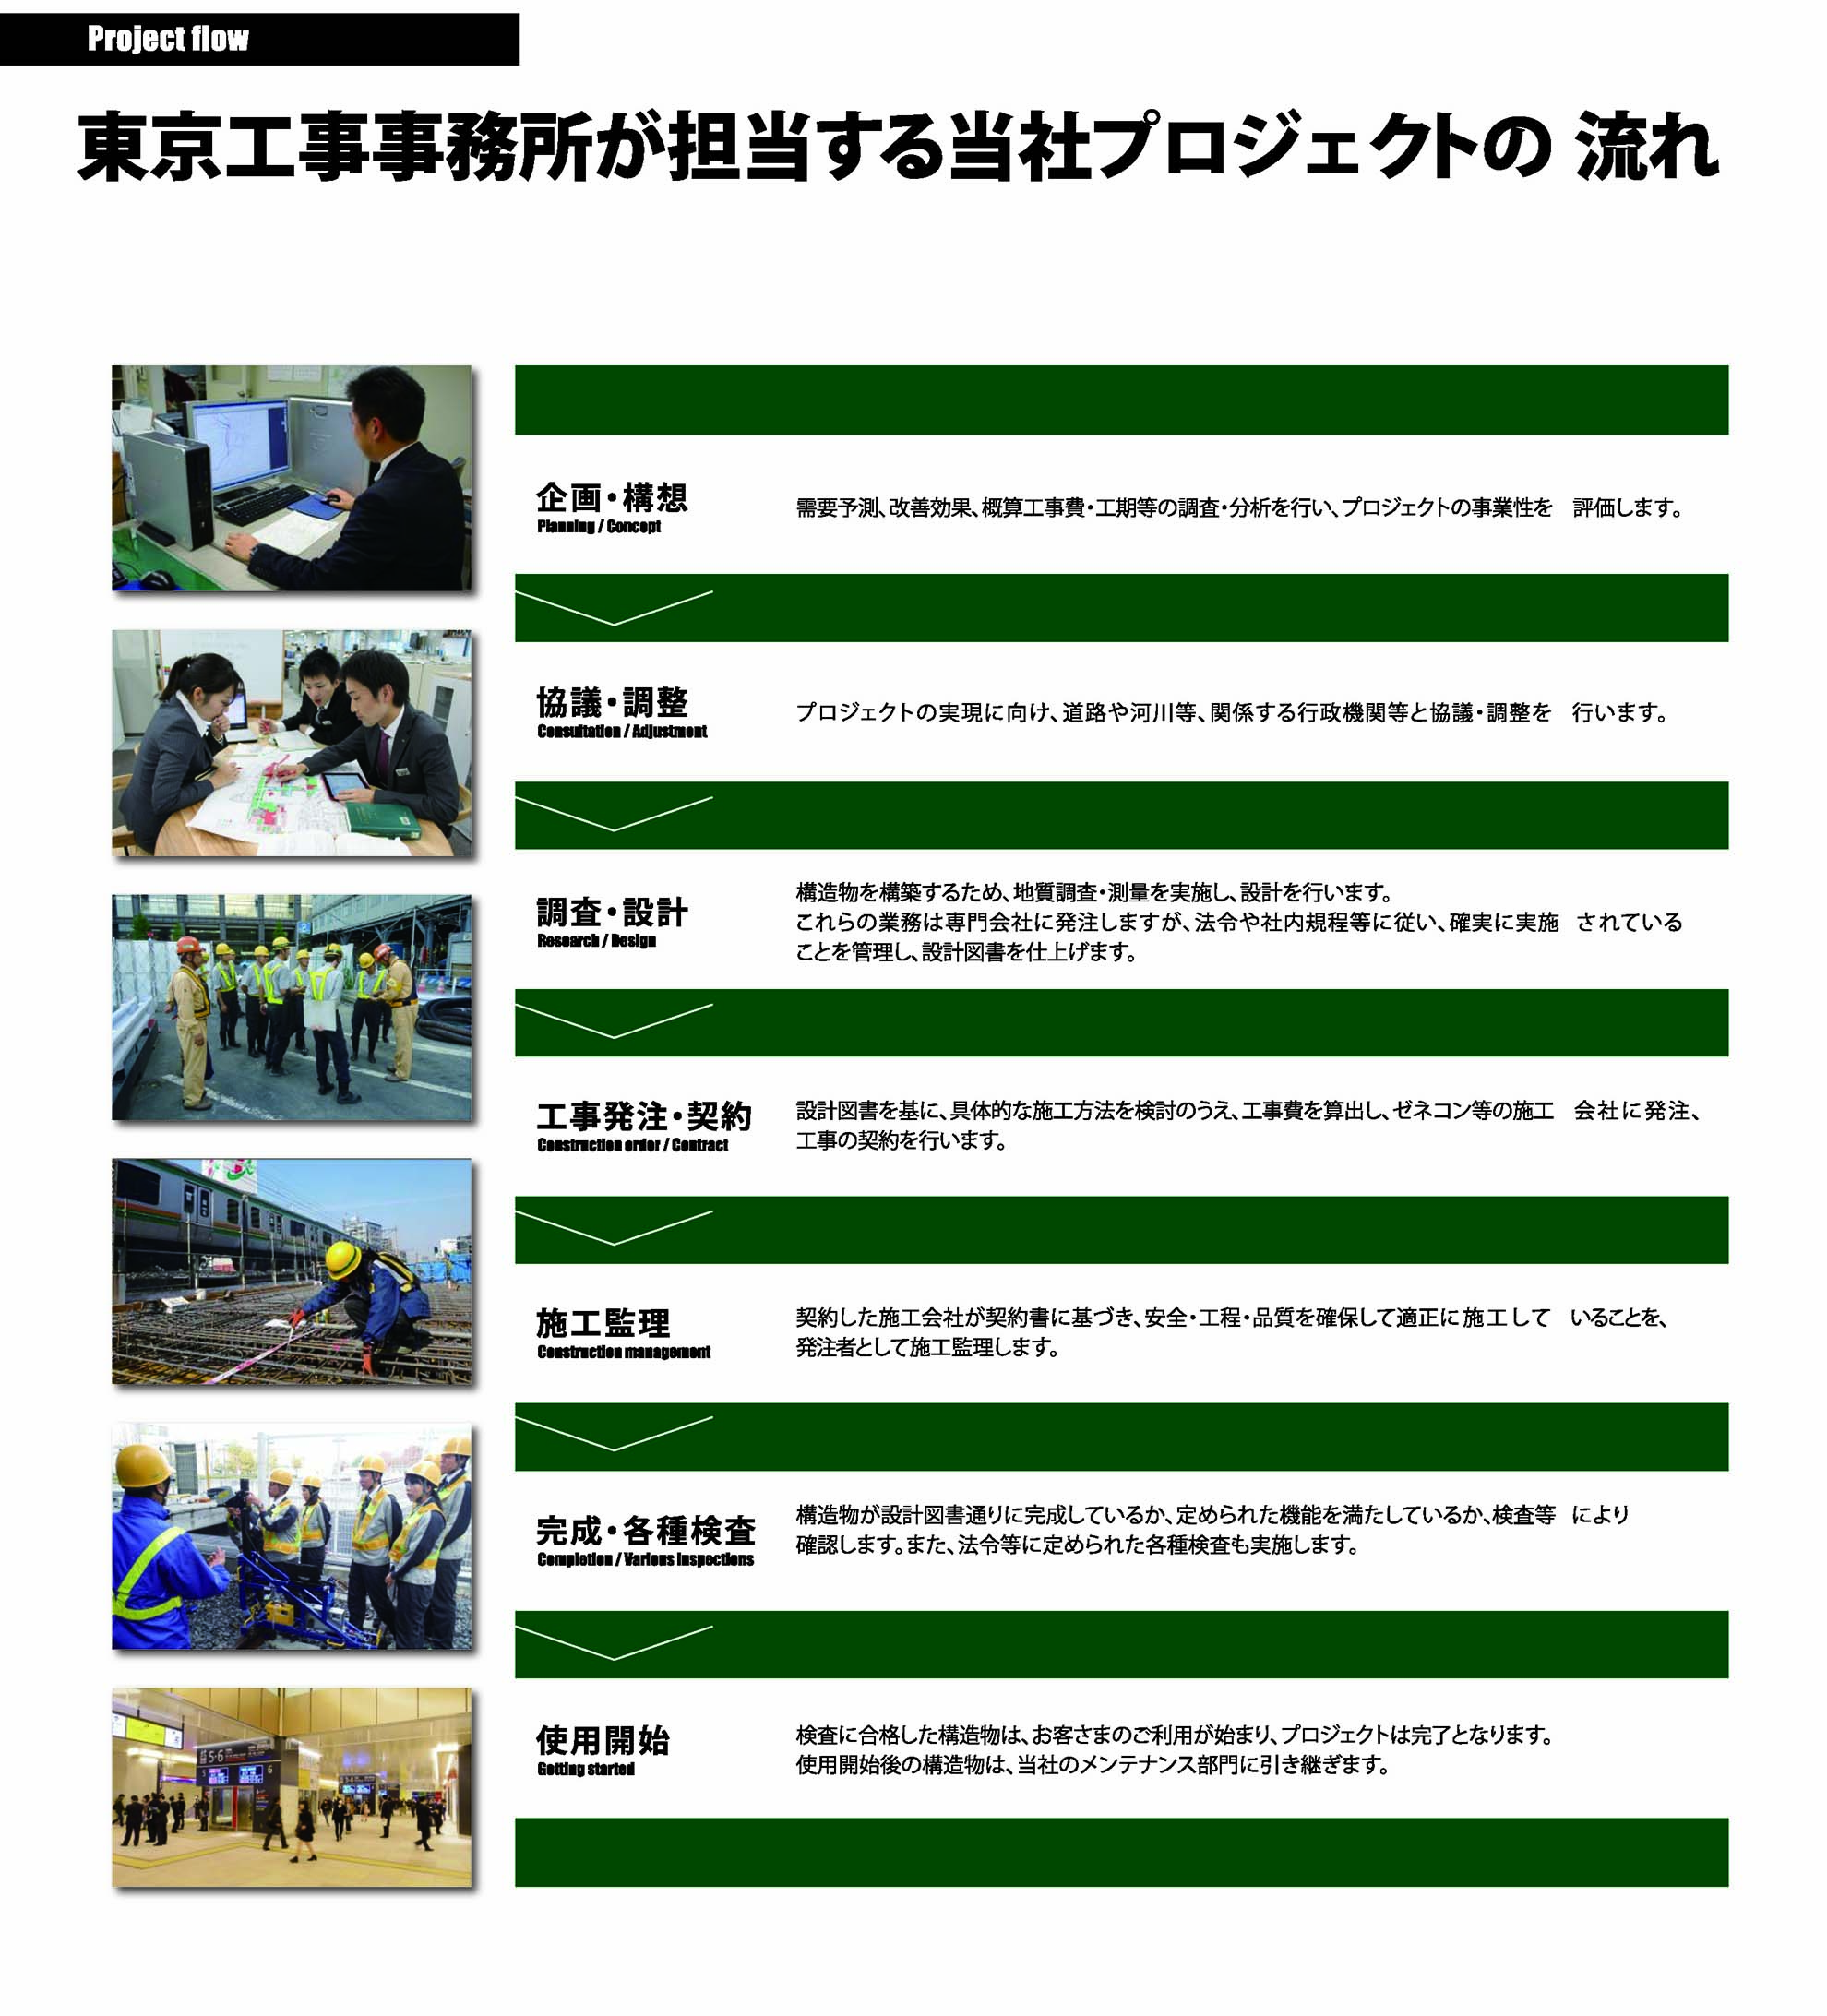 Project flow
東京工事事務所が担当する当社プロジェクトの 流れ
企画・構想
Planning / Concept
需要予測、改善効果、概算工事費・工期等の調査・分析を行い、プロジェクトの事業性を 評価します。
協議・調整
Consultation / Adjustment
プロジェクトの実現に向け、道路や河川等、関係する行政機関等と協議・調整を 行います。
調査・設計
Research / Design
構造物を構築するため、地質調査・測量を実施し、設計を行います。
これらの業務は専門会社に発注しますが、法令や社内規程等に従い、確実に実施 されている
ことを管理し、設計図書を仕上げます。
工事発注・契約
Construction order / Contract
設計図書を基に、具体的な施工方法を検討のうえ、工事費を算出し、ゼネコン等の施工 会社に発注、
工事の契約を行います。
施工監理
Construction management
契約した施工会社が契約書に基づき、安全・工程・品質を確保して適正に施工して いることを、
発注者として施工監理します。
完成・各種検査
Completion / Various inspections
構造物が設計図書通りに完成しているか、定められた機能を満たしているか、検査等 により
確認します。また、法令等に定められた各種検査も実施します。
5-6
5
6
使用開始
Getting started
検査に合格した構造物は、お客さまのご利用が始まり、プロジェクトは完了となります。
使用開始後の構造物は、当社のメンテナンス部門に引き継ぎます。